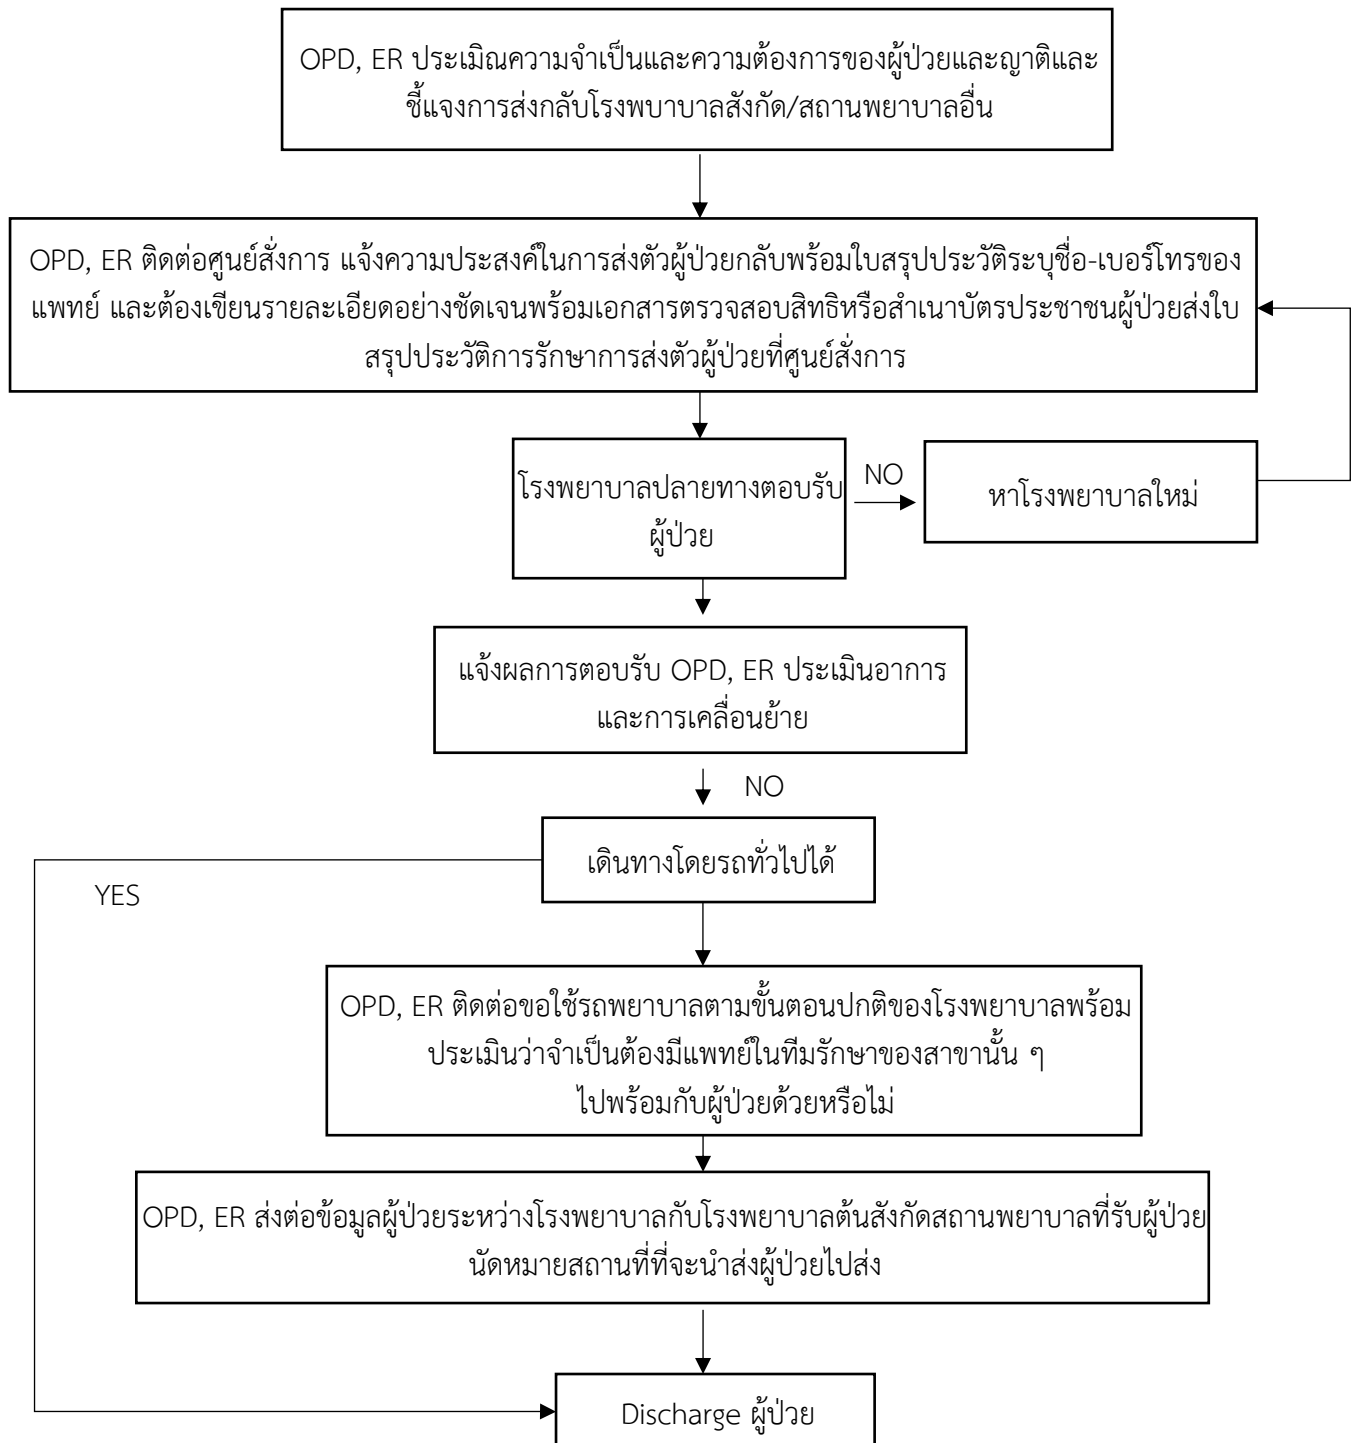 OPD, ER ประเมิณความจำเป็นและความต้องการของผู้ป่วยและญาติและ
ชี้แจงการส่งกลับโรงพบาบาลสังกัด/สถานพยาบาลอื่น
OPD, ER ติดต่อศูนย์สั่งการ แจ้งความประสงค์ในการส่งตัวผู้ป่วยกลับพร้อมใบสรุปประวัติระบุชื่อ-เบอร์โทรของ
แพทย์ และต้องเขียนรายละเอียดอย่างชัดเจนพร้อมเอกสารตรวจสอบสิทธิหรือสำเนาบัตรประชาชนผู้ป่วยส่งใบ
สรุปประวัติการรักษาการส่งตัวผู้ป่วยที่ศูนย์สั่งการ
โรงพยาบาลปลายทางตอบรับ
ผู้ป่วย
NO
หาโรงพยาบาลใหม่
แจ้งผลการตอบรับ OPD, ER ประเมินอาการ
และการเคลื่อนย้าย
NO
เดินทางโดยรถทั่วไปได้
YES
OPD, ER ติดต่อขอใช้รถพยาบาลตามขั้นตอนปกติของโรงพยาบาลพร้อม
ประเมินว่าจำเป็นต้องมีแพทย์ในทีมรักษาของสาขานั้น ๆ
ไปพร้อมกับผู้ป่วยด้วยหรือไม่
OPD, ER ส่งต่อข้อมูลผู้ป่วยระหว่างโรงพยาบาลกับโรงพยาบาลต้นสังกัดสถานพยาบาลที่รับผู้ป่วย
นัดหมายสถานที่ที่จะนำส่งผู้ป่วยไปส่ง
Discharge ผู้ป่วย